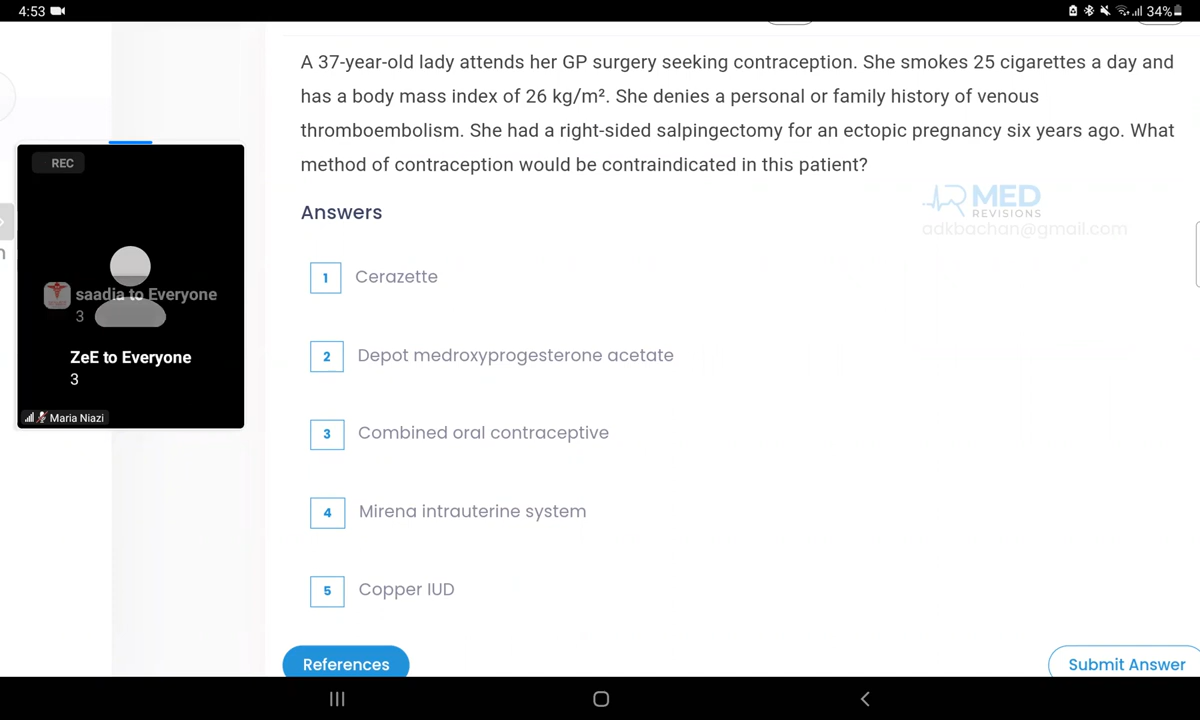 4:53
34%
A 37-year-old lady attends her GP surgery seeking contraception. She smokes 25 cigarettes a day and
has a body mass index of 26 kg/m². She denies a personal or family history of venous
thromboembolism. She had a right-sided salpingectomy for an ectopic pregnancy six years ago. What
method of contraception would be contraindicated in this patient?
REC
MED
REVISIONS
adkbachan@gmail.com
Answers
n
1 Cerazette
saadia to Everyone
3
2 Depot medroxyprogesterone acetate
ZeE to Everyone
3
Maria Niazi
3 Combined oral contraceptive
4 Mirena intrauterine system
5 Copper IUD
References
Submit Answer